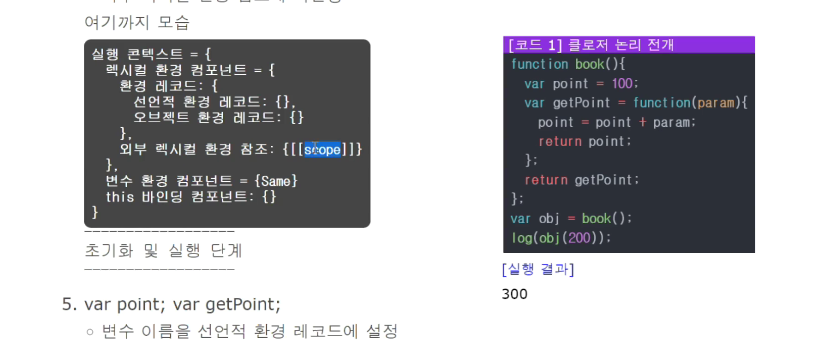 여기까지 모습
실행 콘텍스트 = {
렉시컬 환경 컴포넌트 = {
환경 레코드: {
선언적 환경 레코드: {},
오브젝트 환경 레코드: {}
},
외부 렉시컬 환경 참조: {[[scope]]}
},
변수 환경 컴포넌트 = {Same}
this 바인딩 컴포넌트: {}
}
------------------
초기화 및 실행 단계
------------------
5. var point; var getPoint;
○ 변수 이름을 선언적 환경 레코드에 설정
[코드 1] 클로저 논리 전개
function book(){
var point = 100;
var getPoint = function(param){
point = point + param;
return point;
};
return getPoint;
};
var obj = book();
log(obj(200));
[실행 결과]
300